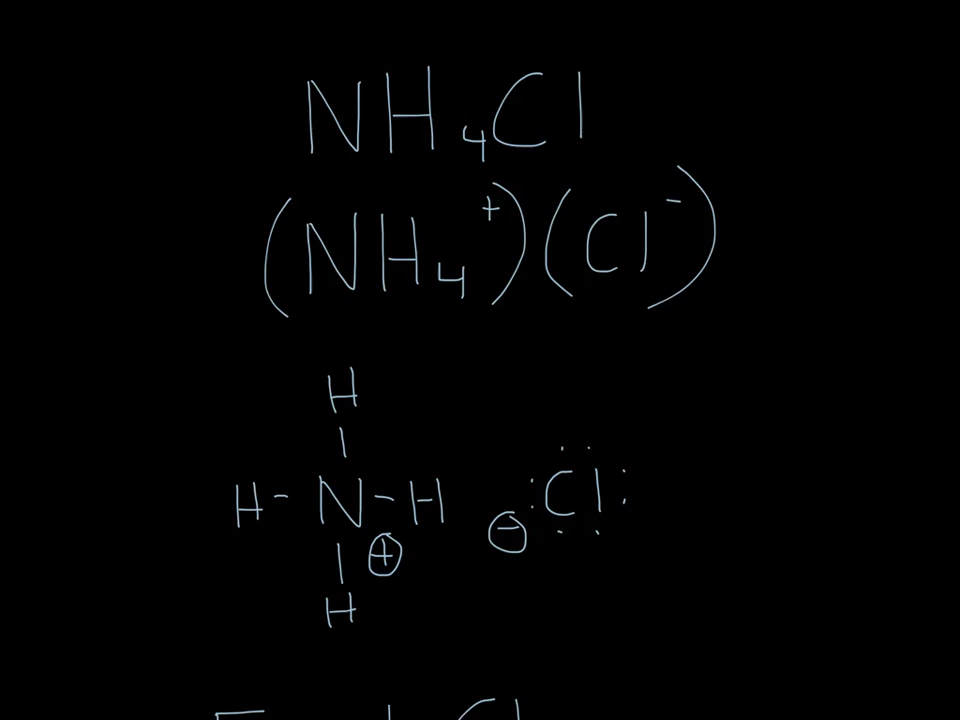 NH₄Cl
(NH₄⁺)(Cl⁻)
H
|
H-N-H ⊕ ⊖ :Cl:
|
H